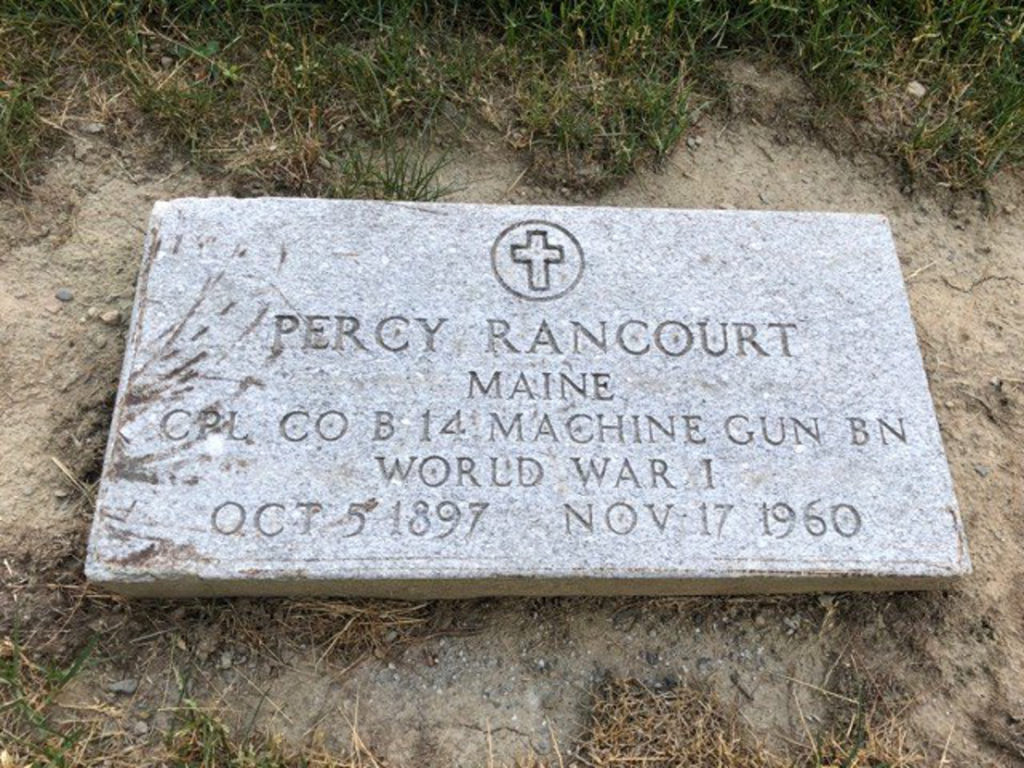 PERCY RANCOURT
MAINE
CPL CO B 14 MACHINE GUN BN
WORLD WAR I
OCT 5 1897 NOV 17 1960